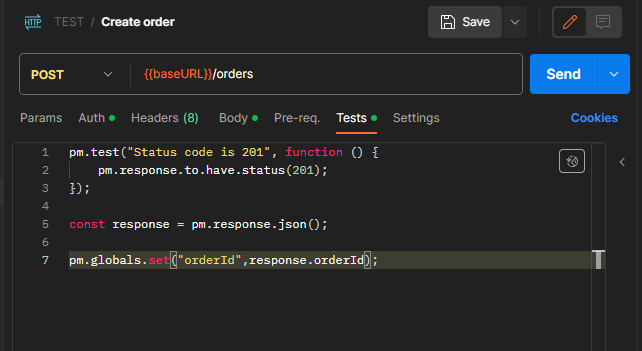 HTTP TEST / Create order Save
POST {{baseURL}}/orders Send
Params Auth Headers (8) Body Pre-req. Tests Settings Cookies
1 pm.test("Status code is 201", function () {
2 pm.response.to.have.status(201);
3 });
4
5 const response = pm.response.json();
6
7 pm.globals.set("orderId",response.orderId);